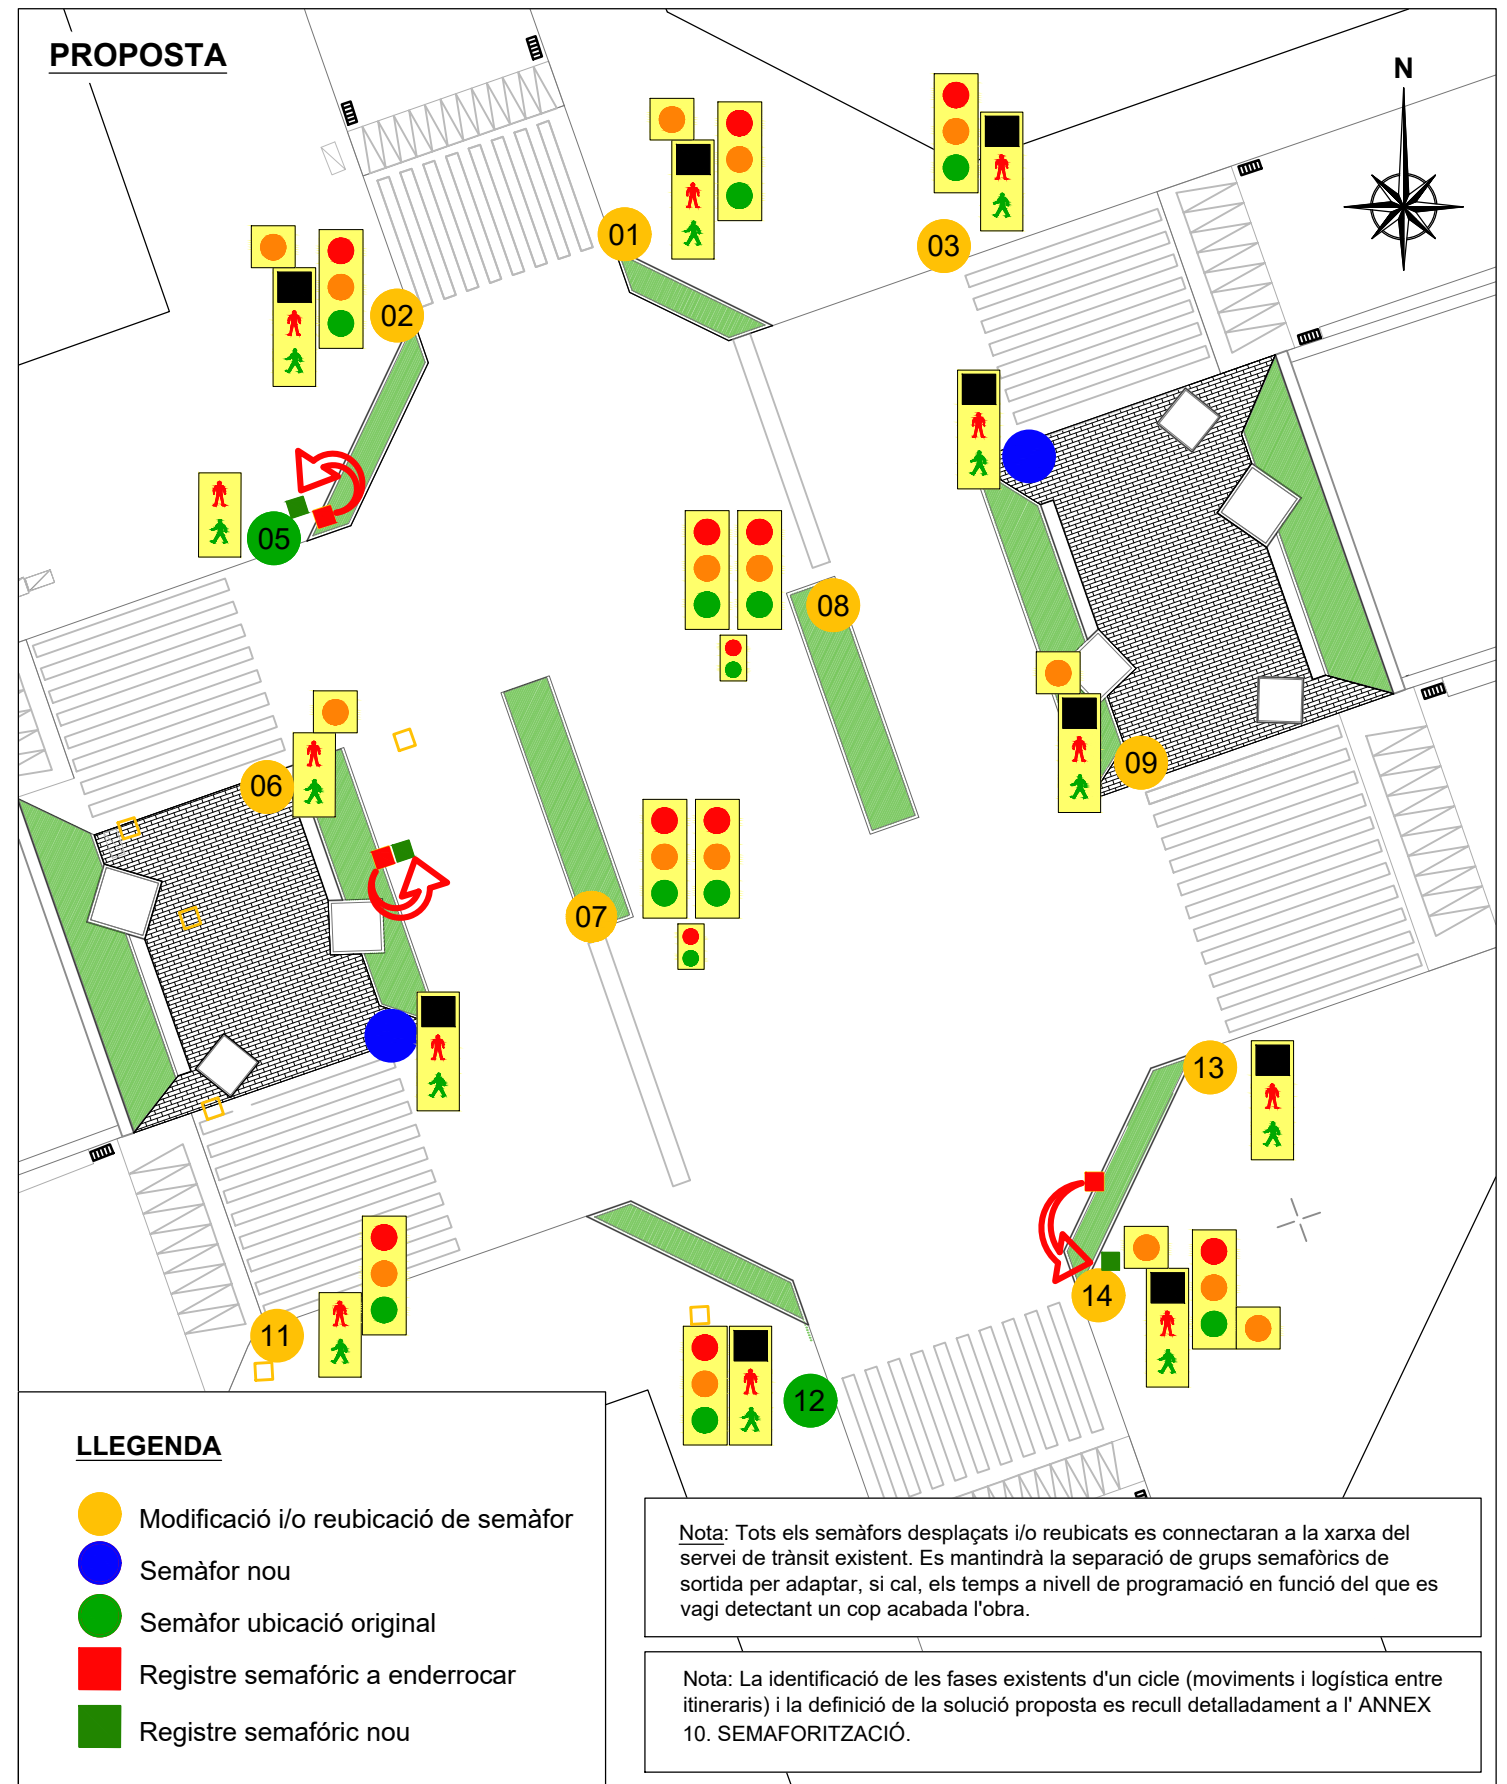 PROPOSTA
N
01
03
02
05
08
09
06
07
13
14
11
12
LLEGENDA
Modificació i/o reubicació de semàfor
Semàfor nou
Semàfor ubicació original
Registre semafóric a enderrocar
Registre semafóric nou
Nota: Tots els semàfors desplaçats i/o reubicats es connectaran a la xarxa del
servei de trànsit existent. Es mantindrà la separació de grups semafòrics de
sortida per adaptar, si cal, els temps a nivell de programació en funció del que es
vagi detectant un cop acabada l'obra.
Nota: La identificació de les fases existents d'un cicle (moviments i logística entre
itineraris) i la definició de la solució proposta es recull detalladament a l' ANNEX
10. SEMAFORITZACIÓ.